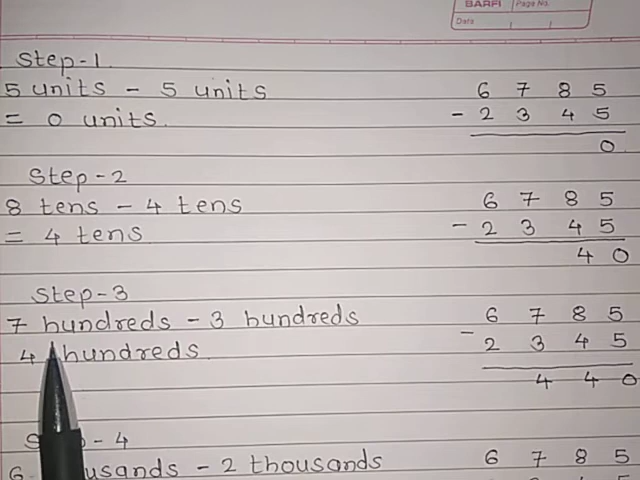 SARFI Page No.
Date
Step-1
5 units - 5 units 6 7 8 5
= 0 units. - 2 3 4 5
0
Step-2
8 tens - 4 tens 6 7 8 5
= 4 tens - 2 3 4 5
4 0
Step-3
7 hundreds - 3 hundreds 6 7 8 5
4 hundreds - 2 3 4 5
4 4 0
- 4
6 - 2 thousands 6 7 8 5